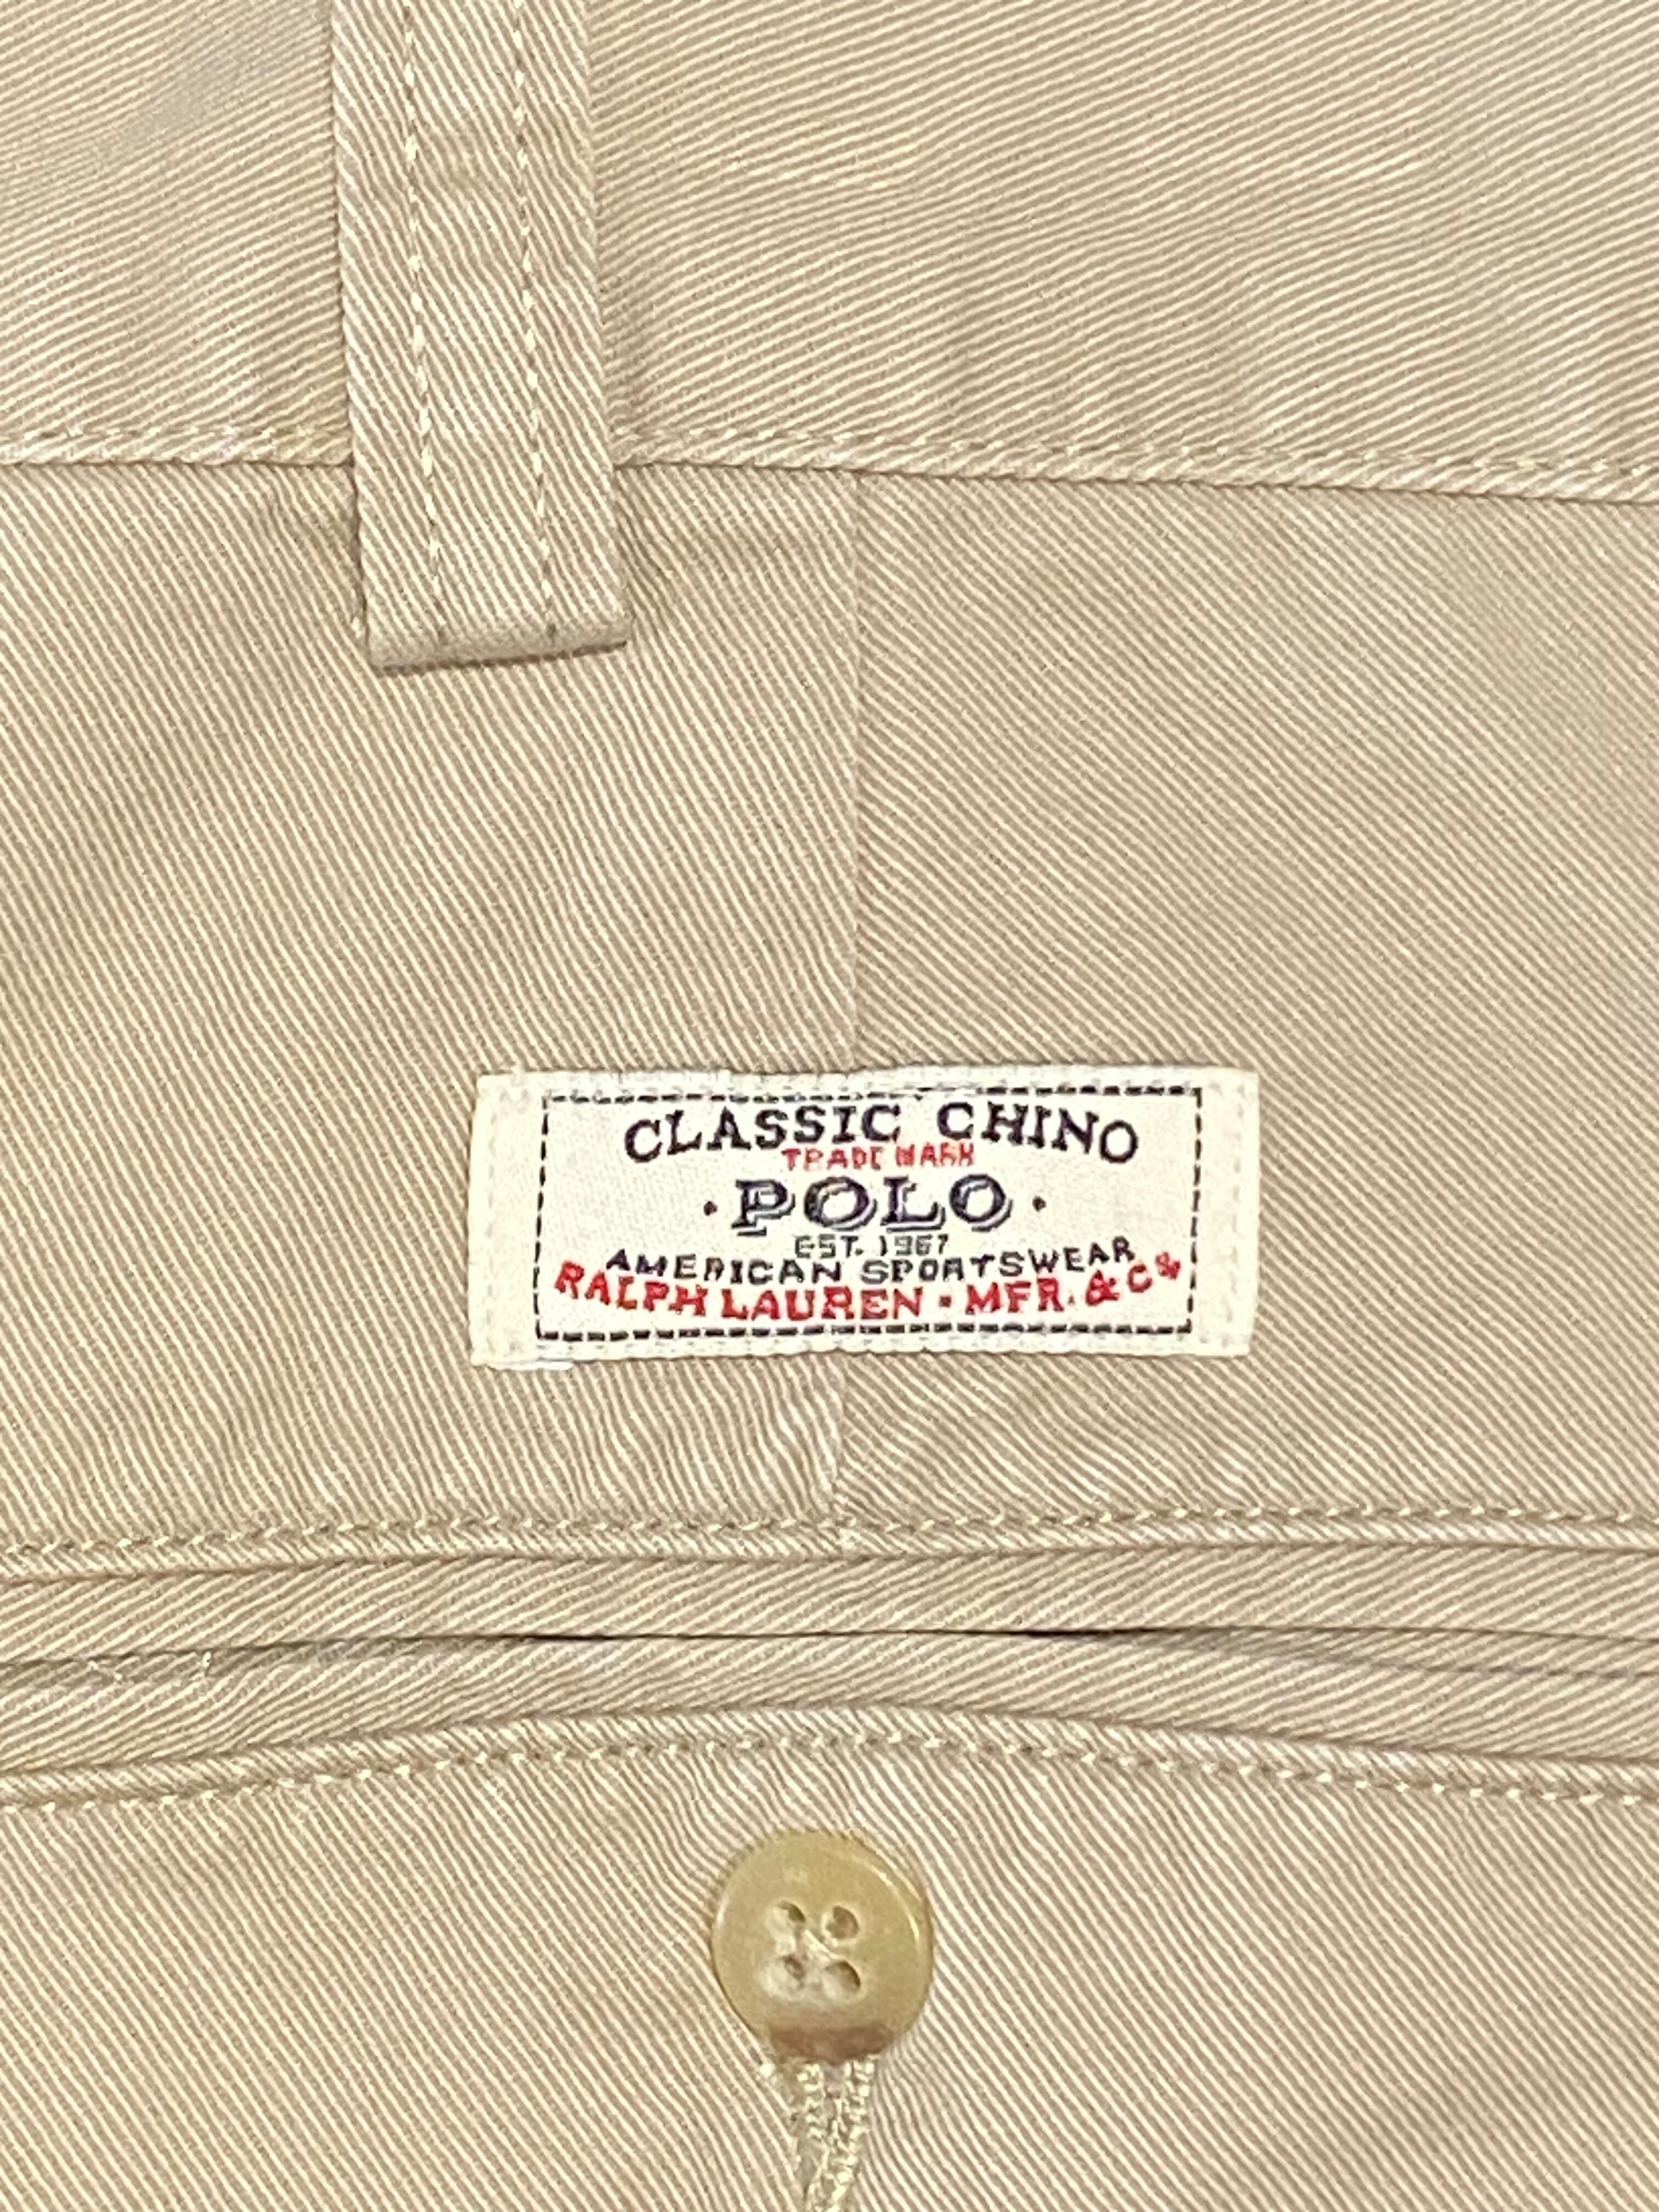 CLASSIC CHINO
TRADE MARK
· POLO ·
EST. 1967
AMERICAN SPORTSWEAR
RALPH LAUREN · MFR. & Co.